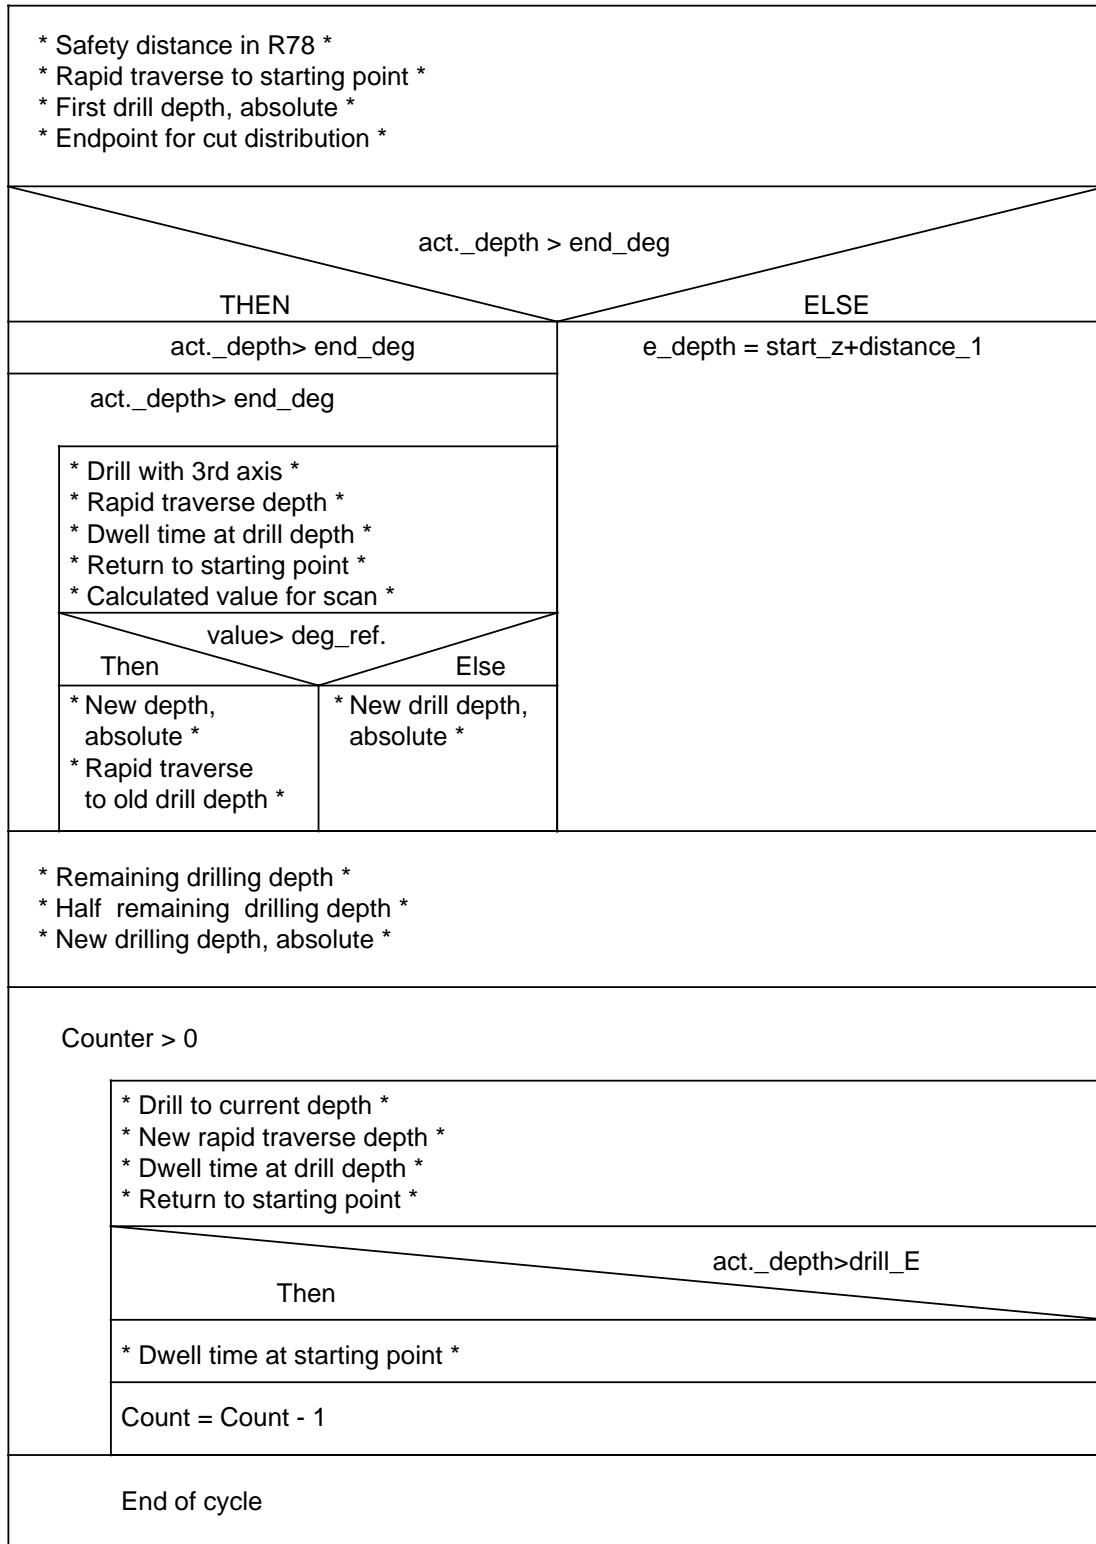 * Safety distance in R78 *
* Rapid traverse to starting point *
* First drill depth, absolute *
* Endpoint for cut distribution *
act._depth > end_deg
THEN
ELSE
act._depth> end_deg
e_depth = start_z+distance_1
act._depth> end_deg
* Drill with 3rd axis *
* Rapid traverse depth *
* Dwell time at drill depth *
* Return to starting point *
* Calculated value for scan *
value> deg_ref.
Then
Else
* New depth,
absolute *
* Rapid traverse
to old drill depth *
* New drill depth,
absolute *
* Remaining drilling depth *
* Half remaining drilling depth *
* New drilling depth, absolute *
Counter > 0
* Drill to current depth *
* New rapid traverse depth *
* Dwell time at drill depth *
* Return to starting point *
act._depth>drill_E
Then
* Dwell time at starting point *
Count = Count - 1
End of cycle